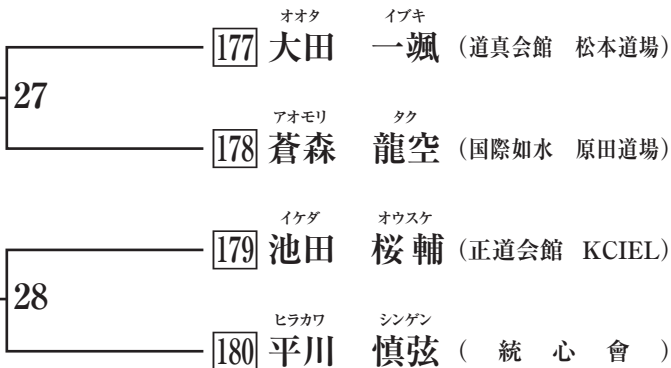 オオタ イブキ
177 大田 一颯 (道真会館 松本道場)
27
アオモリ タク
178 蒼森 龍空 (国際如水 原田道場)
イケダ オウスケ
179 池田 桜輔 (正道会館 KCIEL)
28
ヒラカワ シンゲン
180 平川 慎弦 ( 統心會 )